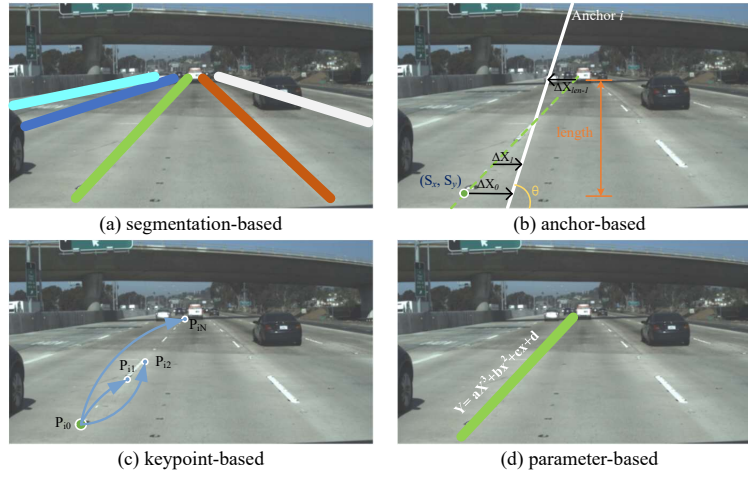 Anchor i
ΔX_len-1
length
ΔX_1
(S_x, S_y)
ΔX_0
θ
(a) segmentation-based
(b) anchor-based
P_iN
P_i1
P_i2
P_i0
Y= aX^3+bx^2+cx+d
(c) keypoint-based
(d) parameter-based